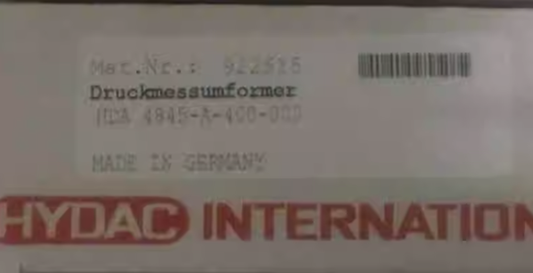 Mat.Nr.: 922515
Druckmessumformer
HDA 4845-A-400-000
MADE IN GERMANY
HYDAC INTERNATION